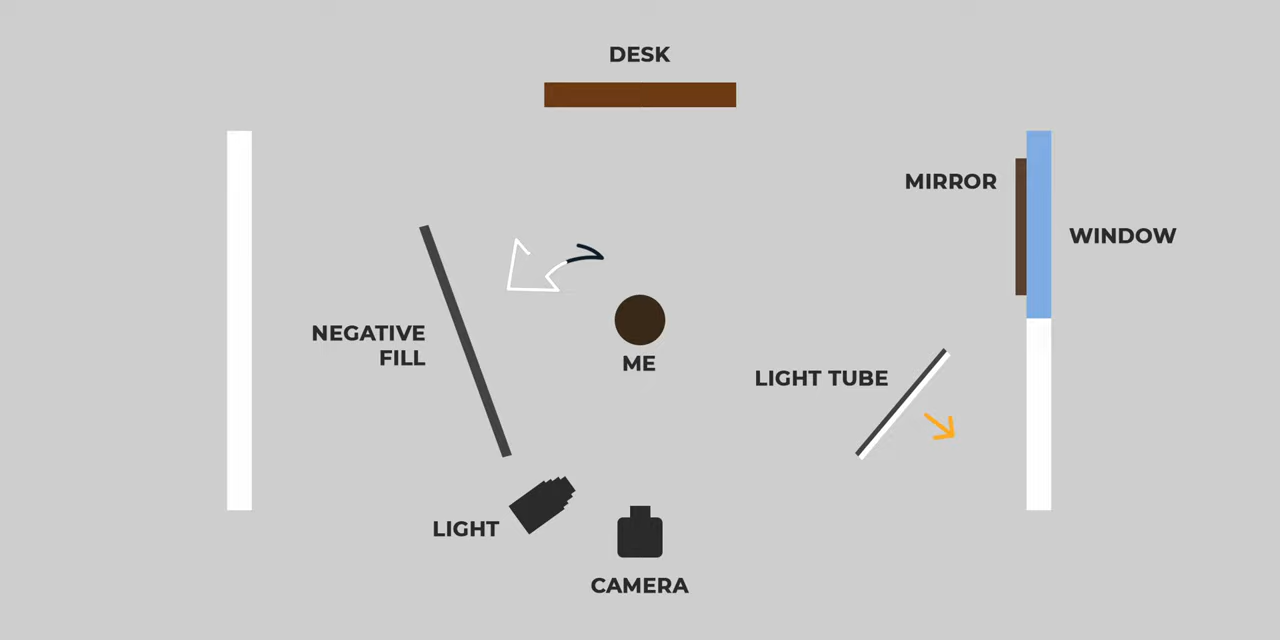 DESK
MIRROR
WINDOW
NEGATIVE
FILL
ME
LIGHT TUBE
LIGHT
CAMERA